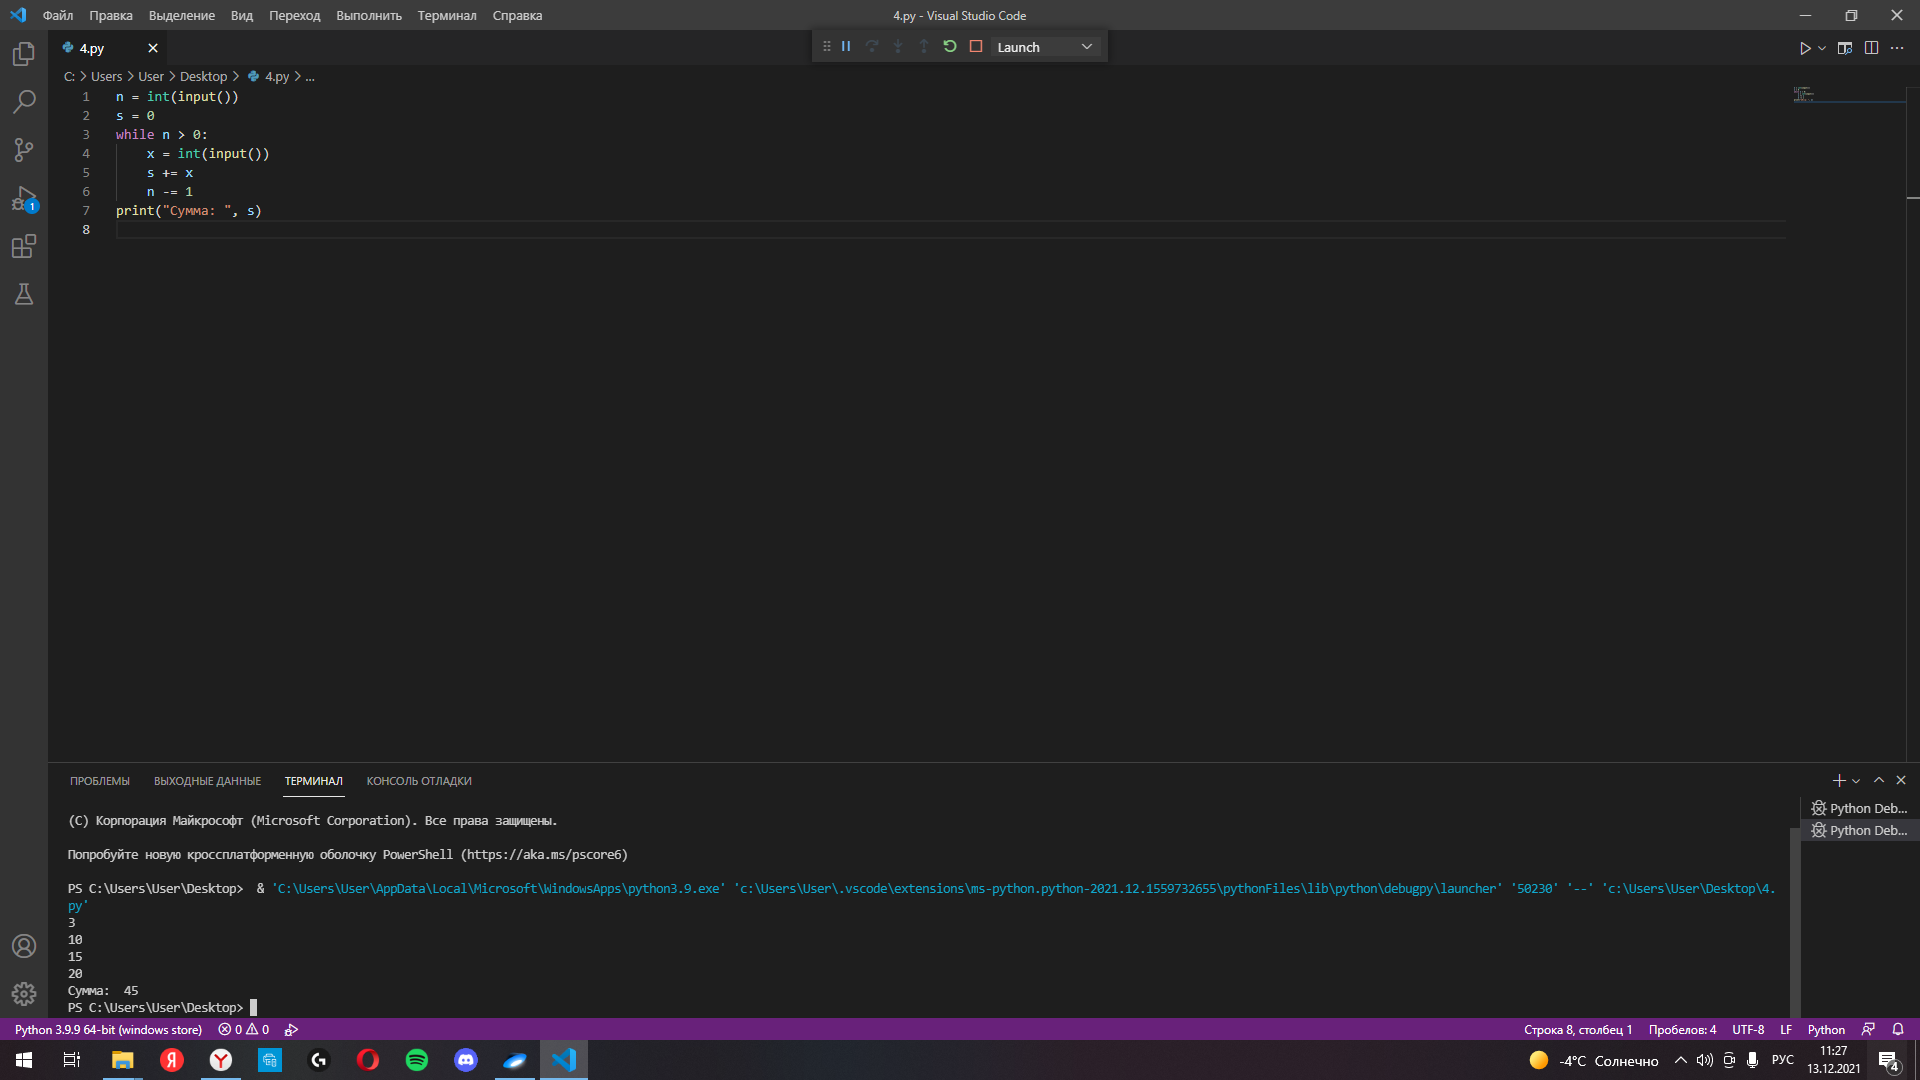 Файл Правка Выделение Вид Переход Выполнить Терминал Справка
4.py - Visual Studio Code
4.py
Launch
C: > Users > User > Desktop > 4.py > ...
1 n = int(input())
2 s = 0
3 while n > 0:
4     x = int(input())
5     s += x
6     n -= 1
7 print("Сумма: ", s)
8
1
ПРОБЛЕМЫ ВЫХОДНЫЕ ДАННЫЕ ТЕРМИНАЛ КОНСОЛЬ ОТЛАДКИ
Python Deb...
Python Deb...
(C) Корпорация Майкрософт (Microsoft Corporation). Все права защищены.
Попробуйте новую кроссплатформенную оболочку PowerShell (https://aka.ms/pscore6)
PS C:\Users\User\Desktop>  & 'C:\Users\User\AppData\Local\Microsoft\WindowsApps\python3.9.exe' 'c:\Users\User\.vscode\extensions\ms-python.python-2021.12.1559732655\pythonFiles\lib\python\debugpy\launcher' '50230' '--' 'c:\Users\User\Desktop\4.
py'
3
10
15
20
Сумма:  45
PS C:\Users\User\Desktop>
Python 3.9.9 64-bit (windows store) 0 0
Строка 8, столбец 1 Пробелов: 4 UTF-8 LF Python
-4°C Солнечно РУС 11:27
13.12.2021 4